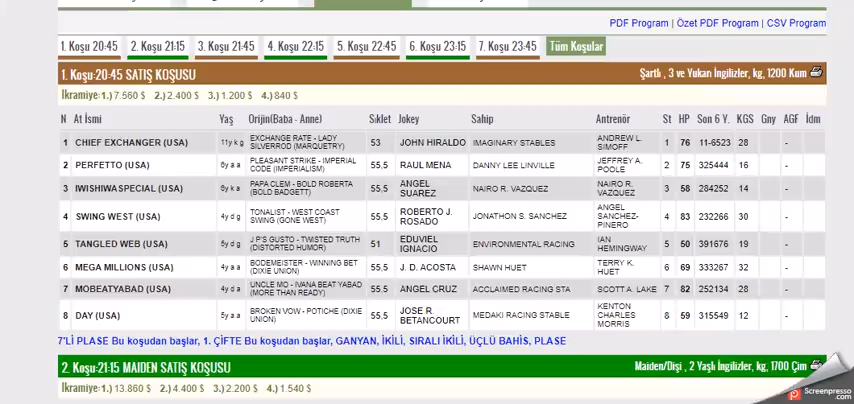 PDF Program | Özet PDF Program | CSV Program
1. Koşu 20:45 2. Koşu 21:15 3. Koşu 21:45 4. Koşu 22:15 5. Koşu 22:45 6. Koşu 23:15 7. Koşu 23:45 Tüm Koşular
1. Koşu:20:45 SATIŞ KOŞUSU Şartlı , 3 ve Yukarı İngilizler, kg, 1200 Kum
İkramiye: 1.) 7.560 $ 2.) 2.400 $ 3.) 1.200 $ 4.) 840 $
N At İsmi Yaş Orijin(Baba - Anne) Sıklet Jokey Sahip Antrenör St HP Son 6 Y. KGS Gny AGF İdm
1 CHIEF EXCHANGER (USA) 11y k g EXCHANGE RATE - LADY SILVERROD (MARQUETRY) 53 JOHN HIRALDO IMAGINARY STABLES ANDREW L. SIMOFF 1 76 11-6523 28 -
2 PERFETTO (USA) 6y a a PLEASANT STRIKE - IMPERIAL CODE (IMPERIALISM) 55,5 RAUL MENA DANNY LEE LINVILLE JEFFREY A. POOLE 2 75 325444 16 -
3 IWISHIWASPECIAL (USA) 6y k a PAPA CLEM - BOLD ROBERTA (BOLD BADGETT) 55,5 ANGEL SUAREZ NAIRO R. VAZQUEZ NAIRO R. VAZQUEZ 3 58 284252 14 -
4 SWING WEST (USA) 4y d g TONALIST - WEST COAST SWING (GONE WEST) 55,5 ROBERTO J. ROSADO JONATHON S. SANCHEZ ANGEL SANCHEZ-PINERO 4 83 232266 30 -
5 TANGLED WEB (USA) 5y d g J P'S GUSTO - TWISTED TRUTH (DISTORTED HUMOR) 51 EDUVIEL IGNACIO ENVIRONMENTAL RACING IAN HEMINGWAY 5 50 391676 19 -
6 MEGA MILLIONS (USA) 4y a a BODEMEISTER - WINNING BET (DIXIE UNION) 55,5 J. D. ACOSTA SHAWN HUET TERRY K. HUET 6 69 333267 32 -
7 MOBEATYABAD (USA) 4y d a UNCLE MO - IVANA BEAT YABAD (MORE THAN READY) 55,5 ANGEL CRUZ ACCLAIMED RACING STA SCOTT A. LAKE 7 82 252134 28 -
8 DAY (USA) 5y a a BROKEN VOW - POTICHE (DIXIE UNION) 55,5 JOSE R. BETANCOURT MEDAKI RACING STABLE KENTON CHARLES MORRIS 8 59 315549 12 -
7'Lİ PLASE Bu koşudan başlar, 1. ÇİFTE Bu koşudan başlar, GANYAN, İKİLİ, SIRALI İKİLİ, ÜÇLÜ BAHİS, PLASE
2. Koşu:21:15 MAIDEN SATIŞ KOŞUSU Maiden/Dişi , 2 Yaşlı İngilizler, kg, 1700 Çim
İkramiye: 1.) 13.860 $ 2.) 4.400 $ 3.) 2.200 $ 4.) 1.540 $
Screenpresso
.com